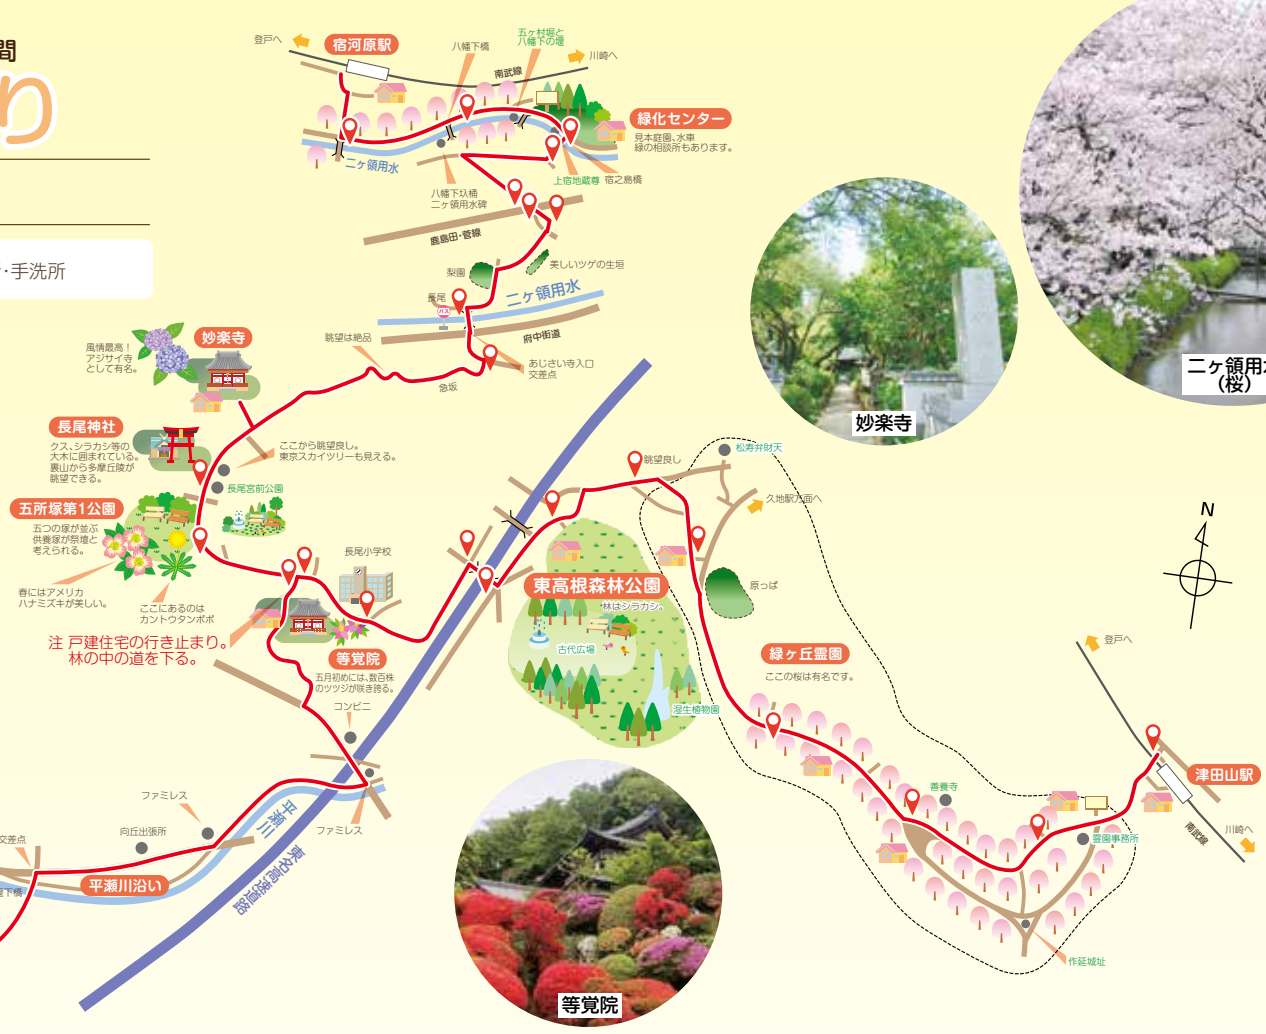 間
り
・手洗所
登戸へ
宿河原駅
八幡下橋
五ヶ村堀と
八幡下の堰
川崎へ
南武線
緑化センター
見本庭園、水車
緑の相談所もあります。
二ヶ領用水
上宿地蔵尊
宿之島橋
八幡下圦桶
二ヶ領用水碑
鹿島田・菅線
美しいツゲの生垣
梨園
長尾
バス
二ヶ領用水
府中街道
眺望は絶品
あじさい寺入口
交差点
急坂
妙楽寺
風情最高！
アジサイ寺
として有名。
長尾神社
クス、シラカシ等の
大木に囲まれている。
裏山から多摩丘陵が
眺望できる。
ここから眺望良し。
東京スカイツリーも見える。
長尾宮前公園
五所塚第1公園
五つの塚が並ぶ
供養塚が祭壇と
考えられる。
春にはアメリカ
ハナミズキが美しい。
ここにあるのは
カントウタンポポ
長尾小学校
注 戸建住宅の行き止まり。
林の中の道を下る。
等覚院
五月初めには、数百株
のツツジが咲き誇る。
コンビニ
ファミレス
ファミレス
向丘出張所
平瀬川
東名高速道路
交差点
平瀬川沿い
眺望良し
松寿弁財天
久地駅方面へ
東高根森林公園
林はシラカシ。
古代広場
湿生植物園
原っぱ
緑ヶ丘霊園
ここの桜は有名です。
善養寺
霊園事務所
作延城址
登戸へ
津田山駅
南武線
川崎へ
N
妙楽寺
二ヶ領用
（桜）
等覚院